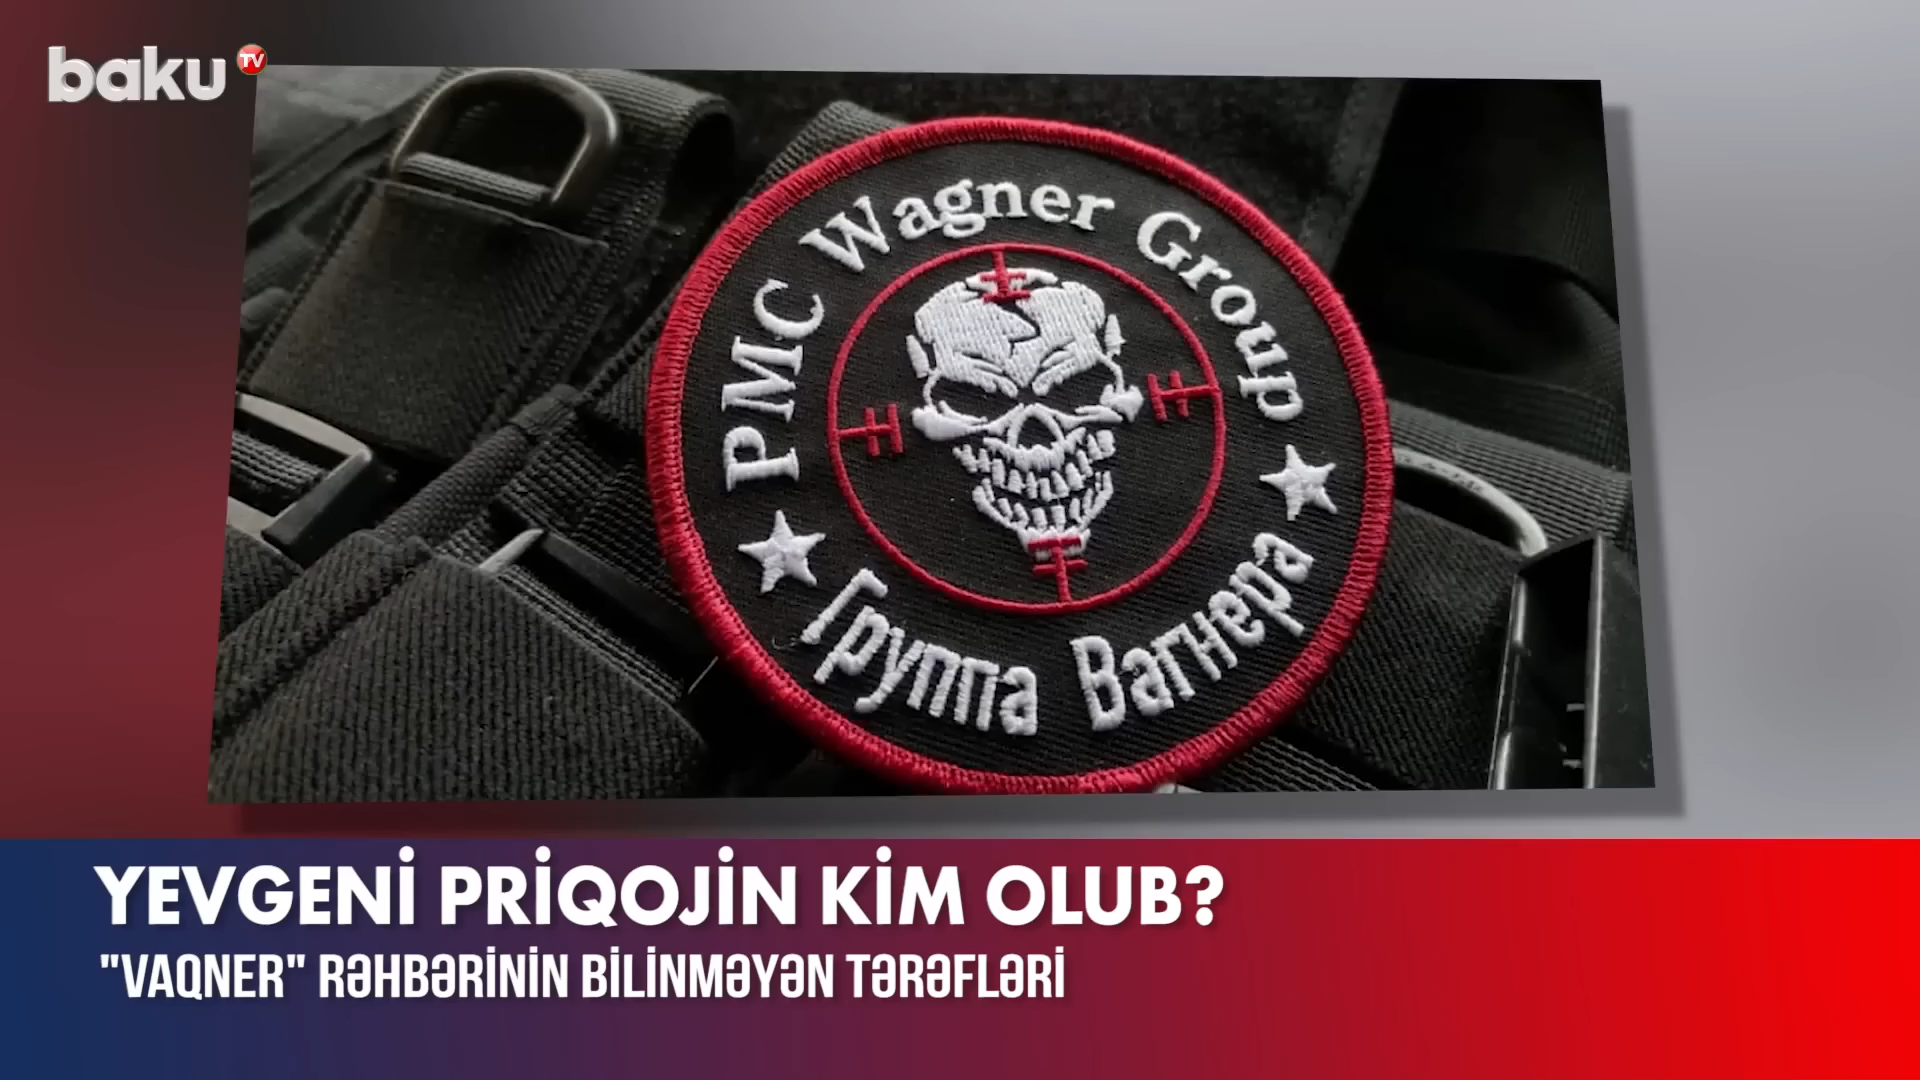 baku TV
PMC Wagner Group
Группа Вагнера
YEVGENİ PRİQOJİN KİM OLUB?
"VAQNER" RƏHBƏRİNİN BİLİNMƏYƏN TƏRƏFLƏRİ